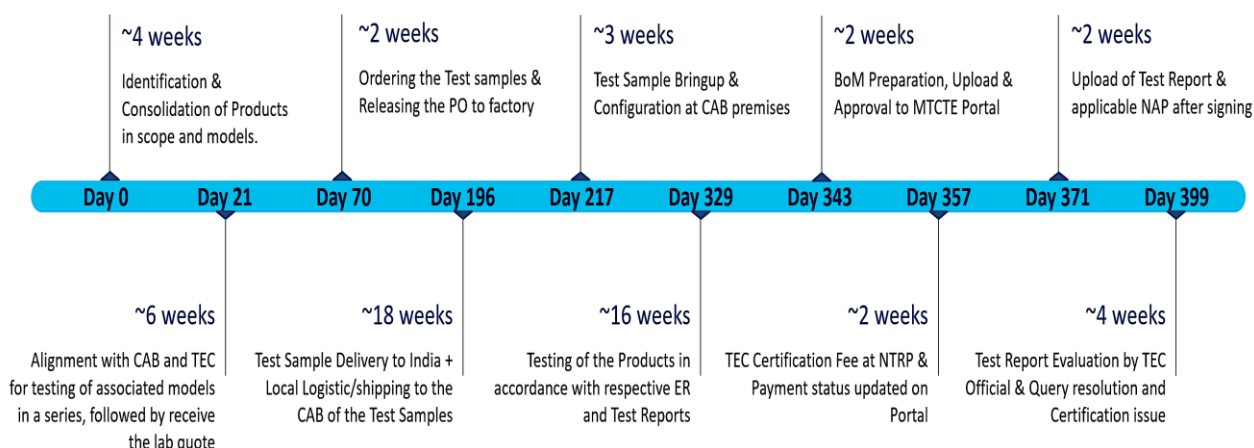 ~4 weeks
Identification &
Consolidation of Products
in scope and models.
~2 weeks
Ordering the Test samples &
Releasing the PO to factory
~3 weeks
Test Sample Bringup &
Configuration at CAB premises
~2 weeks
BoM Preparation, Upload &
Approval to MTCTE Portal
~2 weeks
Upload of Test Report &
applicable NAP after signing
Day 0 Day 21 Day 70 Day 196 Day 217 Day 329 Day 343 Day 357 Day 371 Day 399
~6 weeks
Alignment with CAB and TEC
for testing of associated models
in a series, followed by receive
the lab quote
~18 weeks
Test Sample Delivery to India +
Local Logistic/shipping to the
CAB of the Test Samples
~16 weeks
Testing of the Products in
accordance with respective ER
and Test Reports
~2 weeks
TEC Certification Fee at NTRP &
Payment status updated on
Portal
~4 weeks
Test Report Evaluation by TEC
Official & Query resolution and
Certification issue